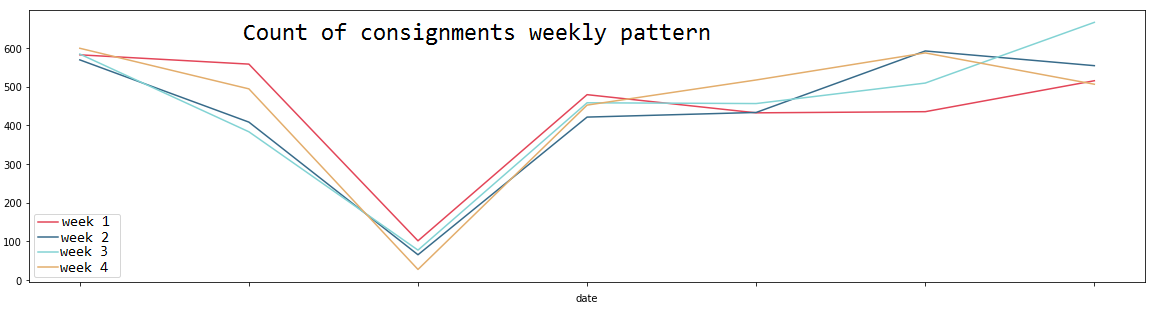 Count of consignments weekly pattern
600
500
400
300
200
100
0
week 1
week 2
week 3
week 4
date